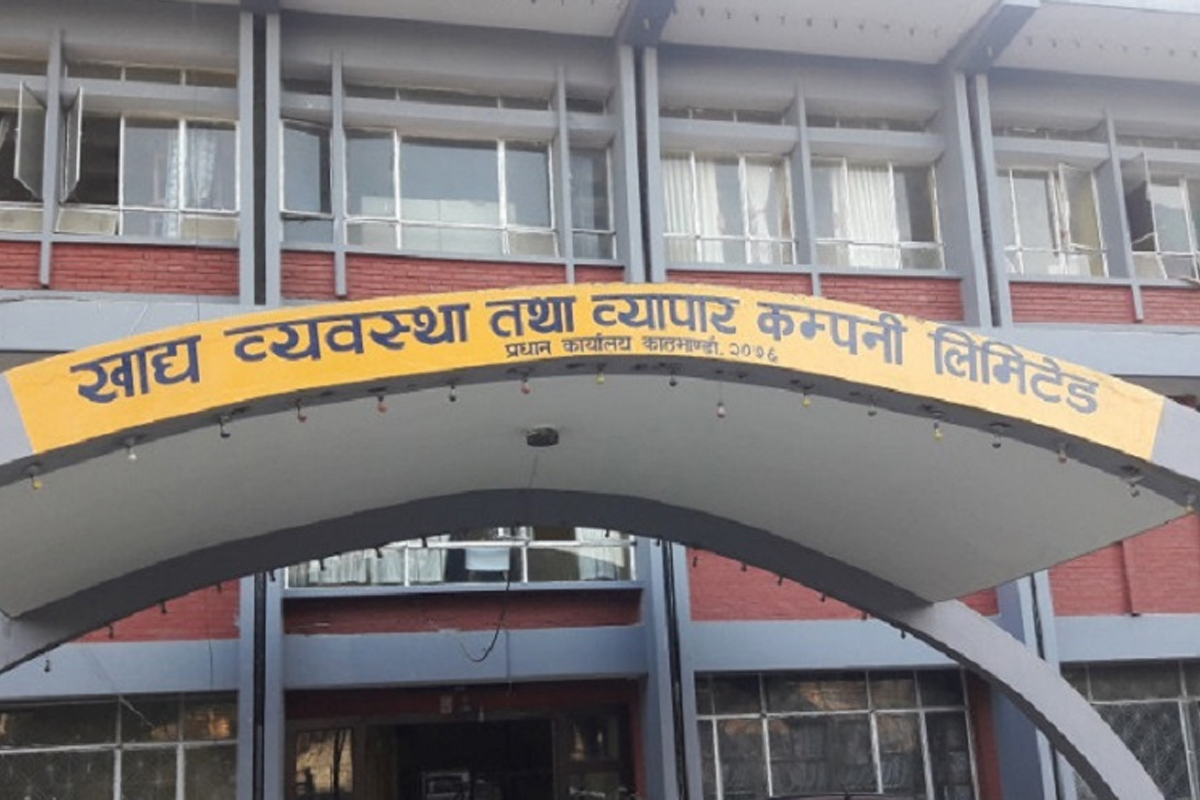 खाद्य व्यवस्था तथा व्यापार कम्पनी लिमिटेड
प्रधान कार्यालय काठमाण्डौ. २०७६